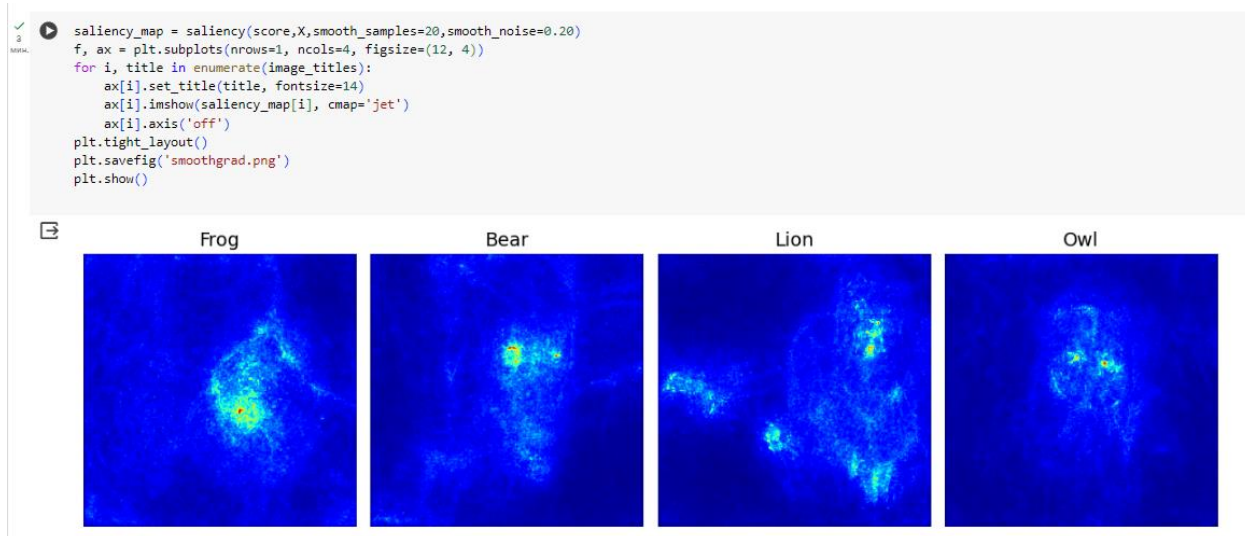 3
мин.
saliency_map = saliency(score,X,smooth_samples=20,smooth_noise=0.20)
f, ax = plt.subplots(nrows=1, ncols=4, figsize=(12, 4))
for i, title in enumerate(image_titles):
    ax[i].set_title(title, fontsize=14)
    ax[i].imshow(saliency_map[i], cmap='jet')
    ax[i].axis('off')
plt.tight_layout()
plt.savefig('smoothgrad.png')
plt.show()
Frog Bear Lion Owl